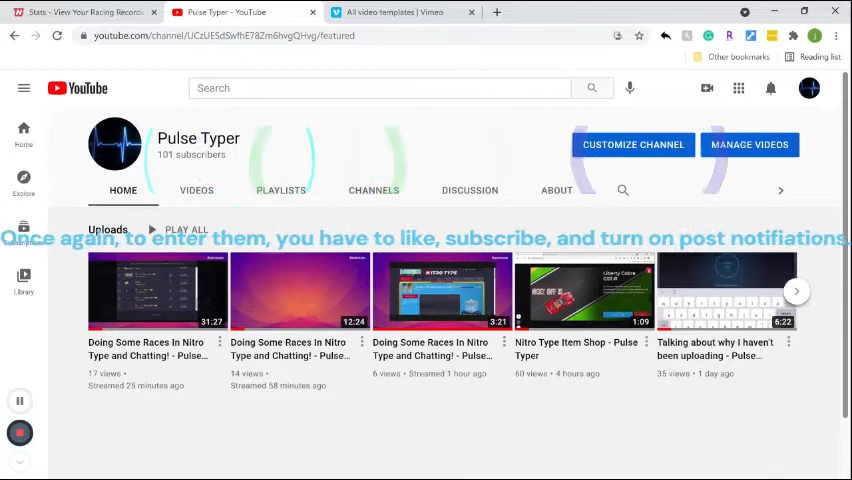 Stats - View Your Racing Record
Pulse Typer - YouTube
All video templates | Vimeo
youtube.com/channel/UCzUESdSwfhE78Zm6hvgQHvg/featured
Other bookmarks
Reading list
YouTube
Search
Home
Explore
Library
Pulse Typer
101 subscribers
CUSTOMIZE CHANNEL
MANAGE VIDEOS
HOME
VIDEOS
PLAYLISTS
CHANNELS
DISCUSSION
ABOUT
Uploads
PLAY ALL
Once again, to enter them, you have to like, subscribe, and turn on post notifiations.
31:27
12:24
NITRO TYPE
3:21
Liberty Cobra
GST-R
1:09
6:22
Doing Some Races In Nitro
Type and Chatting! - Pulse...
17 views •
Streamed 25 minutes ago
Doing Some Races In Nitro
Type and Chatting! - Pulse...
14 views •
Streamed 58 minutes ago
Doing Some Races In Nitro
Type and Chatting! - Pulse...
6 views • Streamed 1 hour ago
Nitro Type Item Shop - Pulse
Typer
60 views • 4 hours ago
Talking about why I haven't
been uploading - Pulse...
35 views • 1 day ago